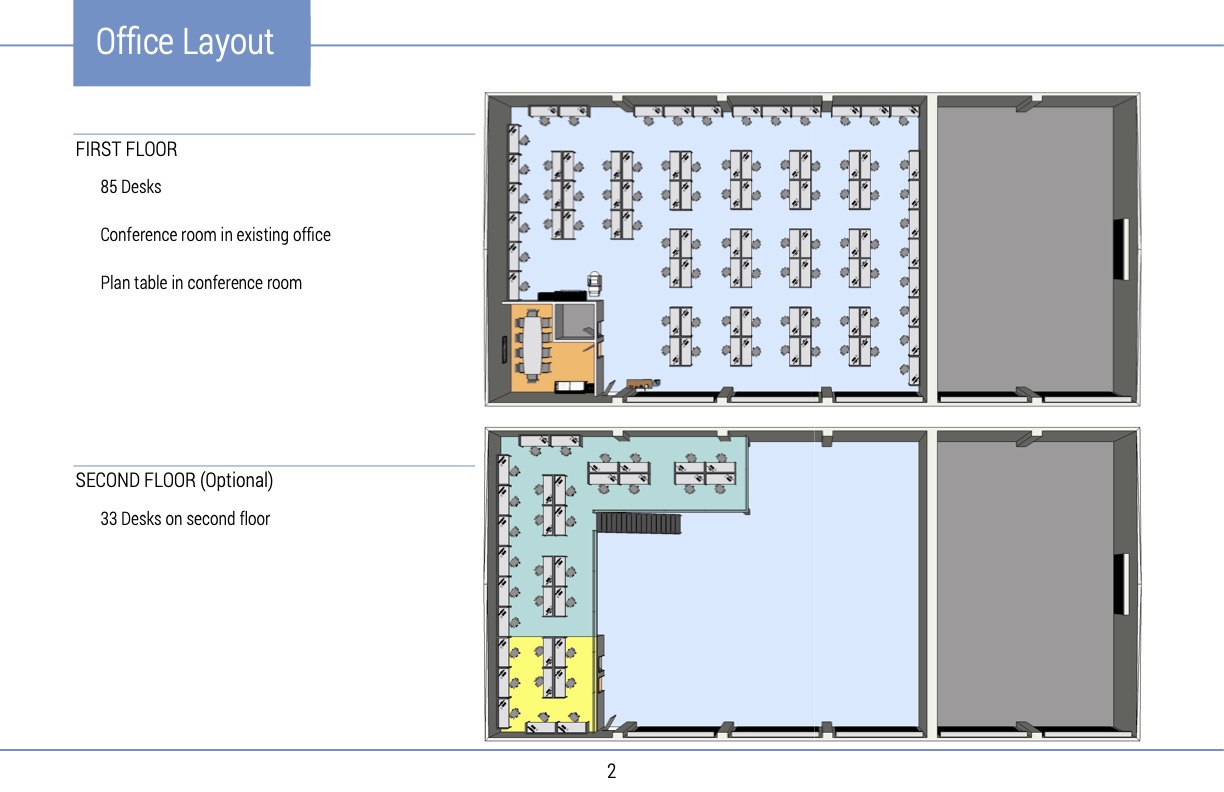 Office Layout
FIRST FLOOR
85 Desks
Conference room in existing office
Plan table in conference room
SECOND FLOOR (Optional)
33 Desks on second floor
2